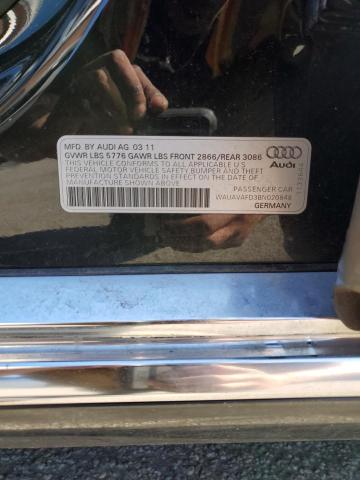 MFD. BY AUDI AG 03 11
GVWR LBS 5776 GAWR LBS FRONT 2866/REAR 3086
THIS VEHICLE CONFORMS TO ALL APPLICABLE U.S
FEDERAL MOTOR VEHICLE SAFETY,BUMPER AND THEFT
PREVENTION STANDARDS IN EFFECT ON THE DATE OF
MANUFACTURE SHOWN ABOVE.
Audi
PASSENGER CAR
WAUAVAFD3BN020848
GERMANY